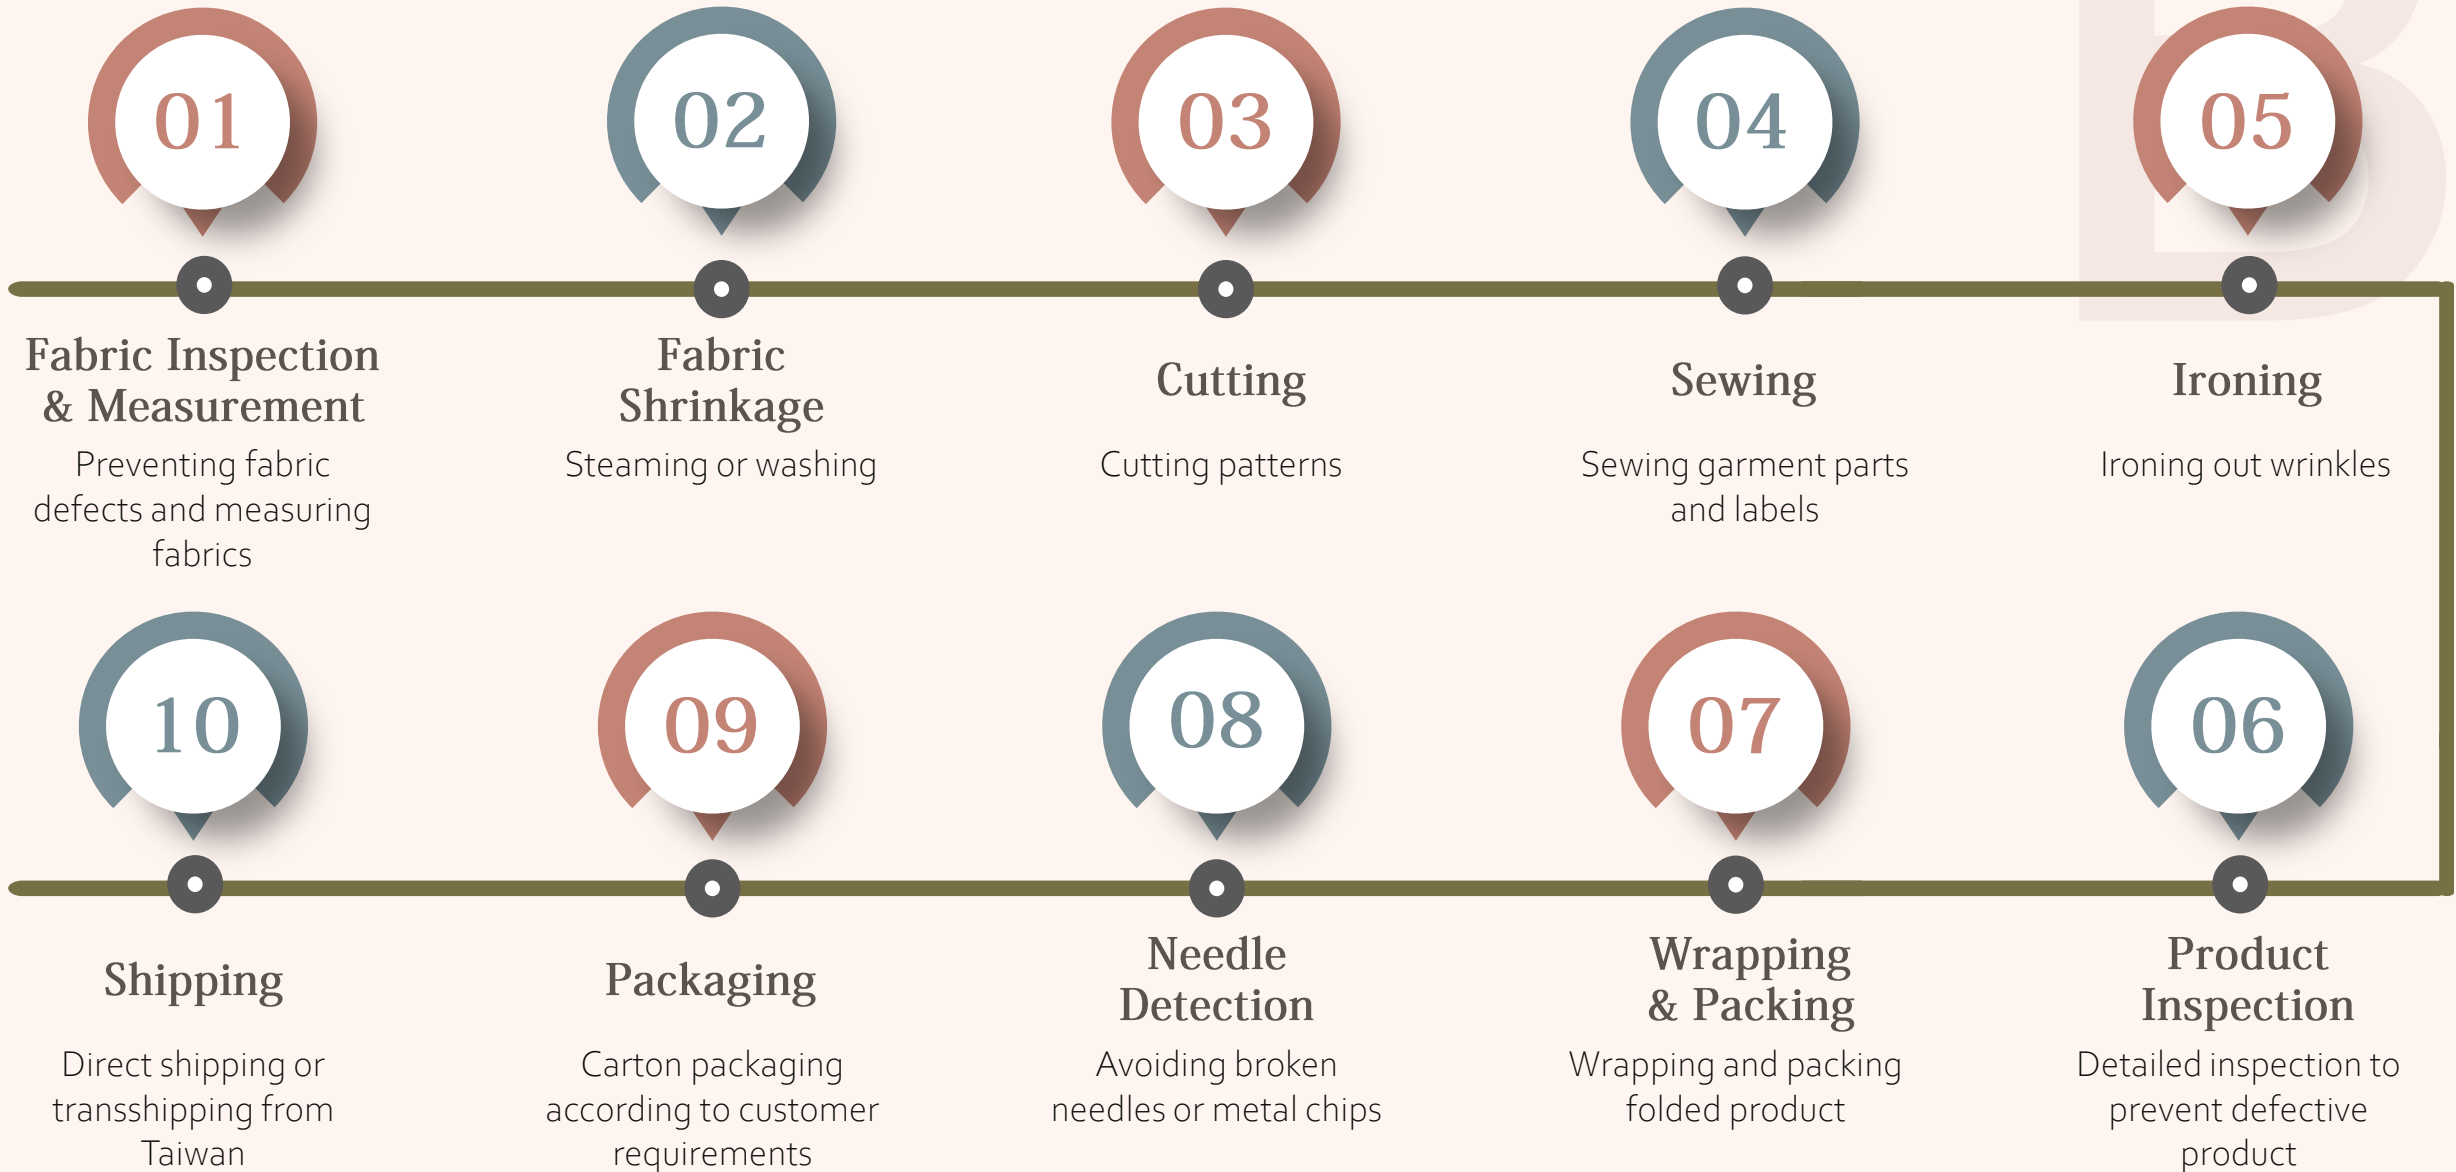 01
Fabric Inspection
& Measurement
Preventing fabric
defects and measuring
fabrics
02
Fabric
Shrinkage
Steaming or washing
03
Cutting
Cutting patterns
04
Sewing
Sewing garment parts
and labels
05
Ironing
Ironing out wrinkles
B
06
Product
Inspection
Detailed inspection to
prevent defective
product
07
Wrapping
& Packing
Wrapping and packing
folded product
08
Needle
Detection
Avoiding broken
needles or metal chips
09
Packaging
Carton packaging
according to customer
requirements
10
Shipping
Direct shipping or
transshipping from
Taiwan